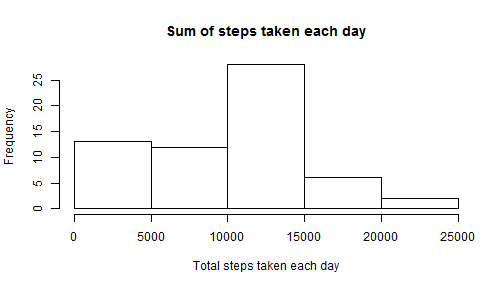 Sum of steps taken each day
Frequency
25
20
15
10
5
0
0 5000 10000 15000 20000 25000
Total steps taken each day